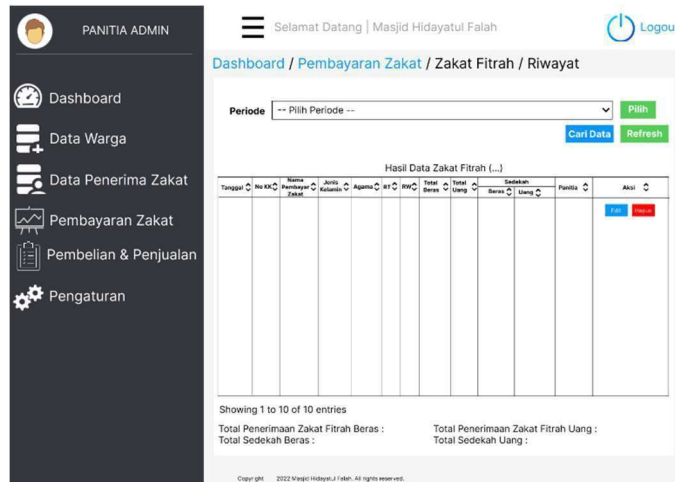 PANITIA ADMIN
Selamat Datang | Masjid Hidayatul Falah
Logou
Dashboard / Pembayaran Zakat / Zakat Fitrah / Riwayat
Dashboard
Data Warga
Data Penerima Zakat
Pembayaran Zakat
Pembelian & Penjualan
Pengaturan
Periode
-- Pilih Periode --
Pilih
Cari Data
Refresh
Hasil Data Zakat Fitrah (...)
Tanggal No KK Nama Pembayar Zakat Jenis Kelamin Agama RT RW Total Beras Total Uang Sedekah Panitia Aksi
Beras Uang
Edit Hapus
Showing 1 to 10 of 10 entries
Total Penerimaan Zakat Fitrah Beras : Total Penerimaan Zakat Fitrah Uang :
Total Sedekah Beras : Total Sedekah Uang :
Copyright 2022 Masjid Hidayatul Falah. All rights reserved.